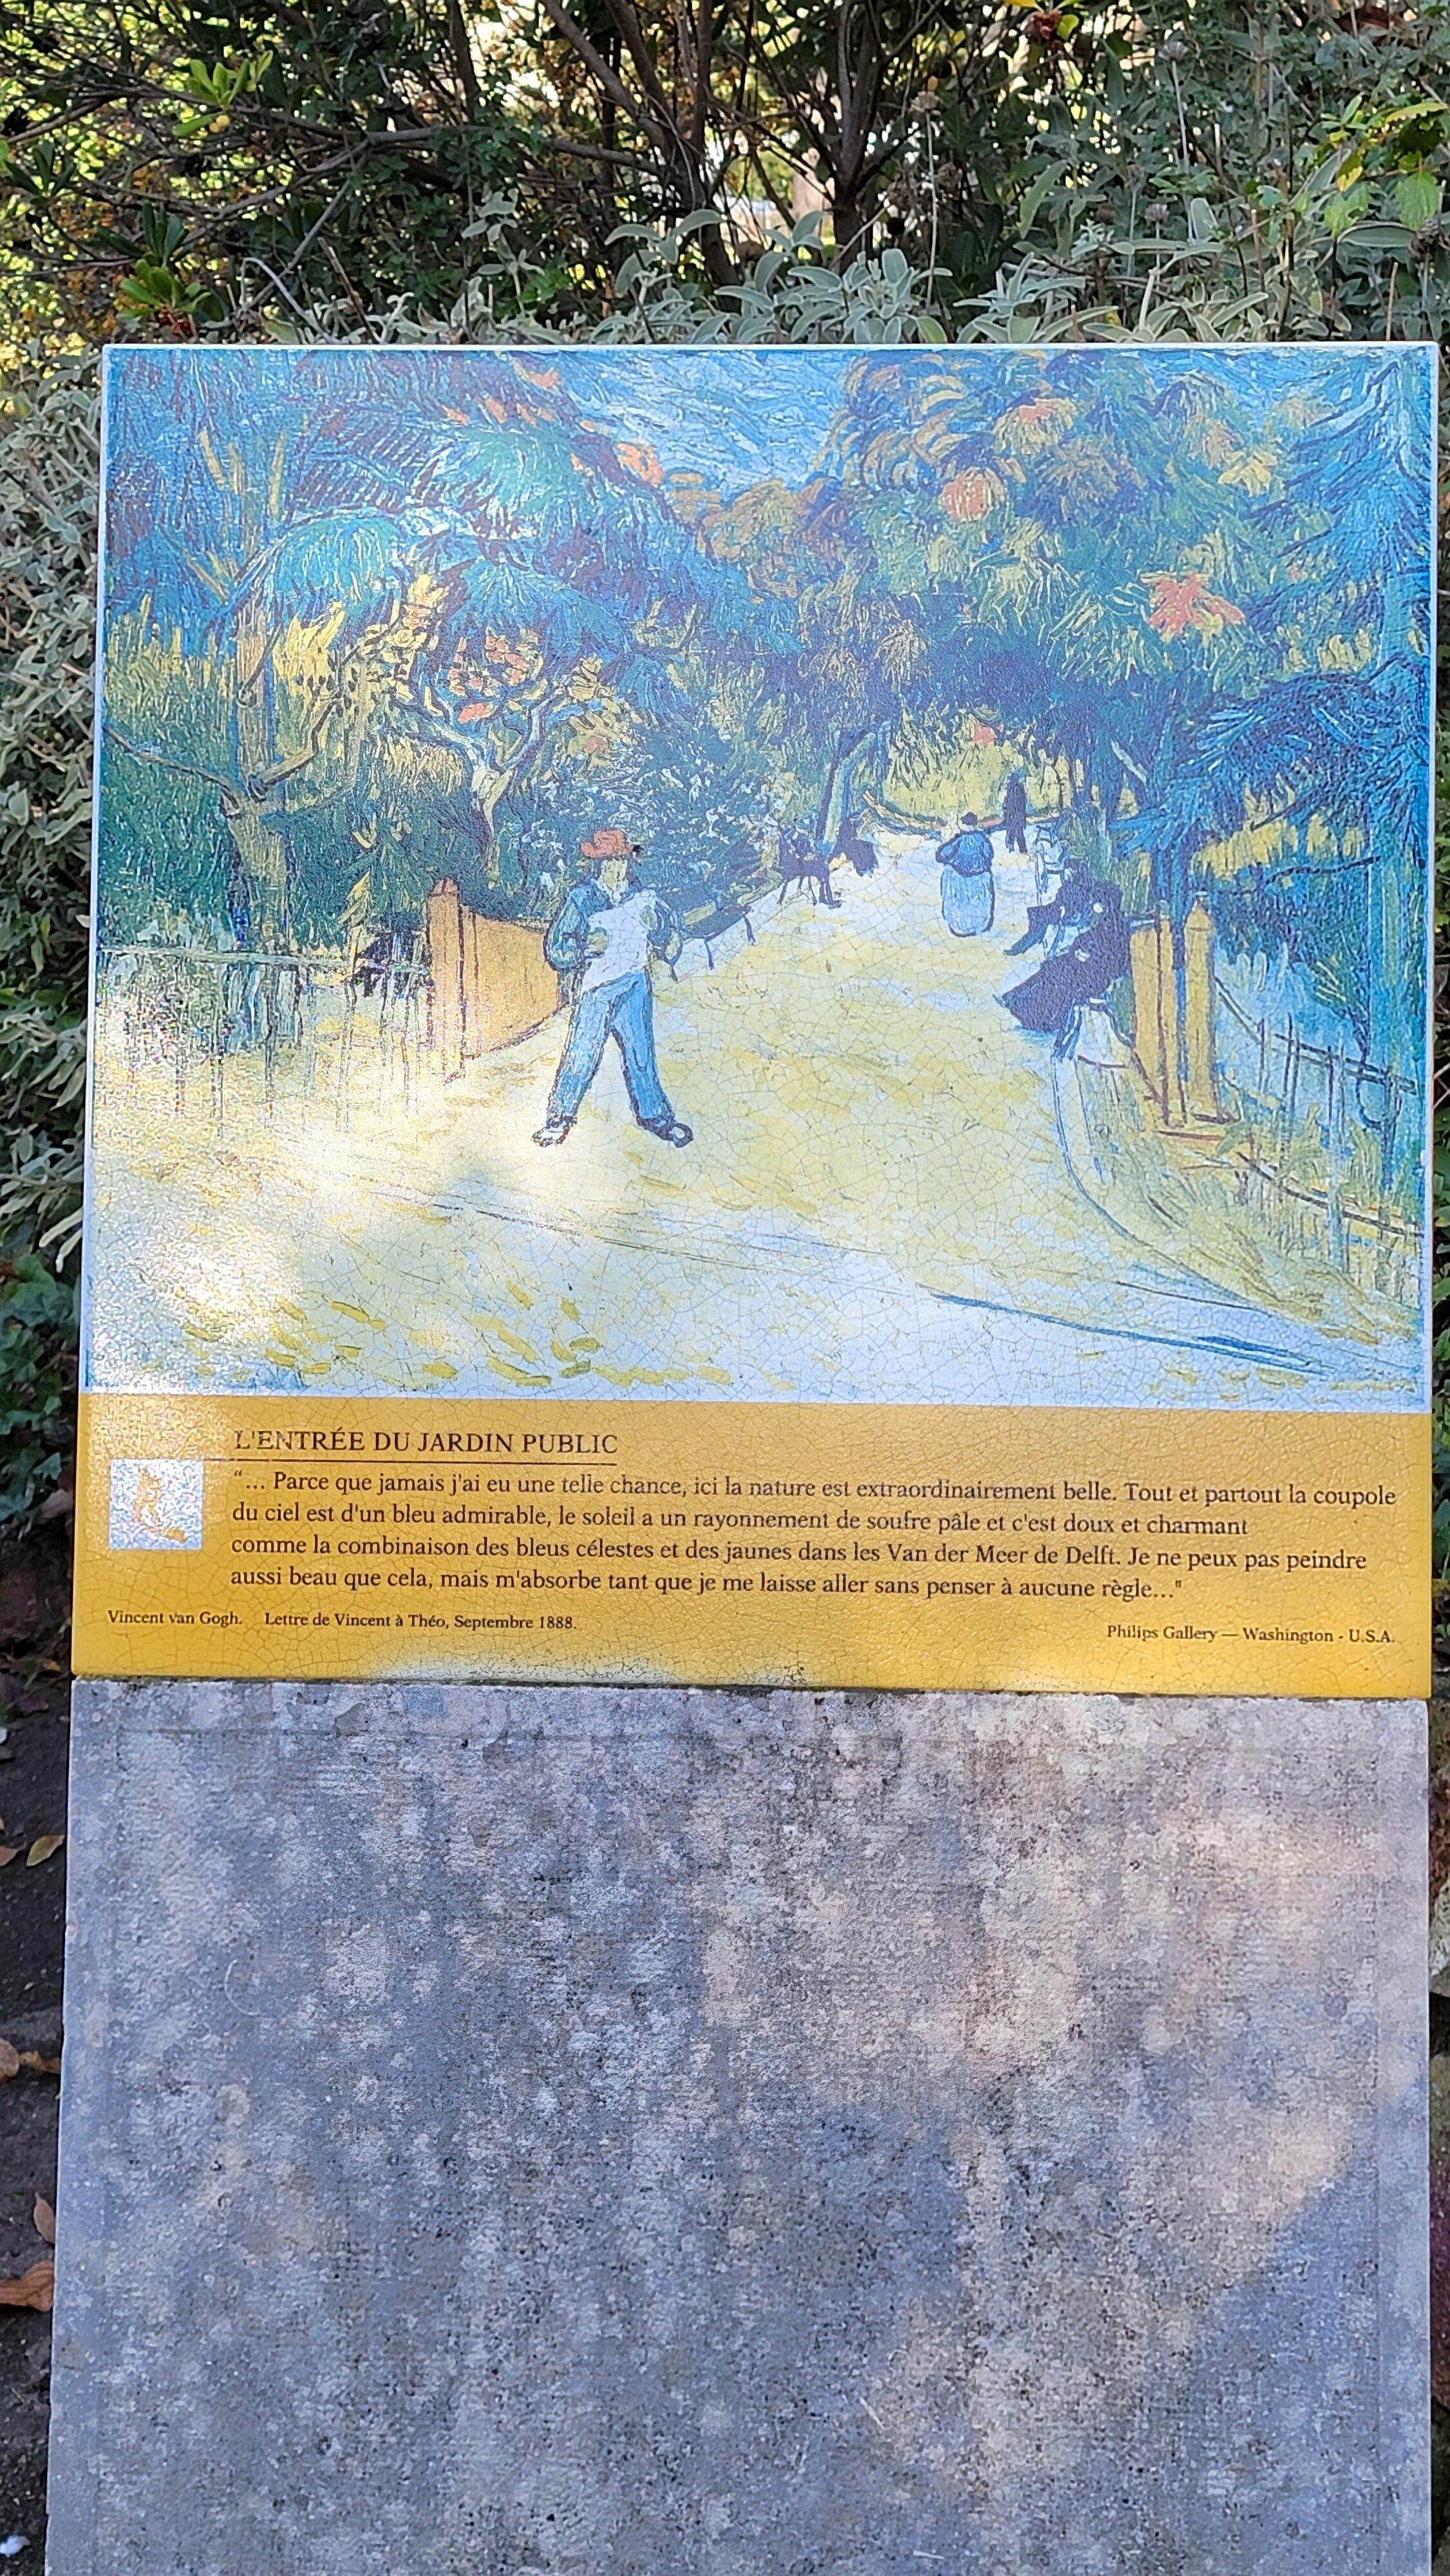 L'ENTRÉE DU JARDIN PUBLIC
"... Parce que jamais j'ai eu une telle chance, ici la nature est extraordinairement belle. Tout et partout la coupole
du ciel est d'un bleu admirable, le soleil a un rayonnement de soufre pâle et c'est doux et charmant
comme la combinaison des bleus célestes et des jaunes dans les Van der Meer de Delft. Je ne peux pas peindre
aussi beau que cela, mais m'absorbe tant que je me laisse aller sans penser à aucune règle..."
Vincent van Gogh. Lettre de Vincent à Théo, Septembre 1888.
Philips Gallery — Washington - U.S.A.